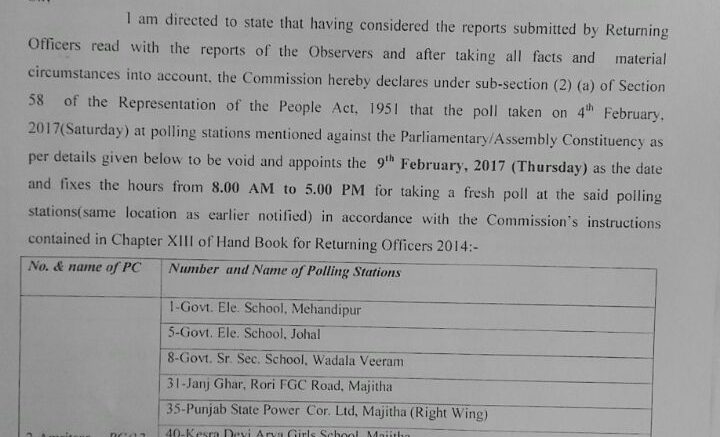 I am directed to state that having considered the reports submitted by Returning
Officers read with the reports of the Observers and after taking all facts and material
circumstances into account, the Commission hereby declares under sub-section (2) (a) of Section
58 of the Representation of the People Act, 1951 that the poll taken on 4th February,
2017(Saturday) at polling stations mentioned against the Parliamentary/Assembly Constituency as
per details given below to be void and appoints the 9th February, 2017 (Thursday) as the date
and fixes the hours from 8.00 AM to 5.00 PM for taking a fresh poll at the said polling
stations(same location as earlier notified) in accordance with the Commission's instructions
contained in Chapter XIII of Hand Book for Returning Officers 2014:-
No. & name of PC Number and Name of Polling Stations
1-Govt. Ele. School, Mehandipur
5-Govt. Ele. School, Johal
8-Govt. Sr. Sec. School, Wadala Veeram
31-Janj Ghar, Rori FGC Road, Majitha
35-Punjab State Power Cor. Ltd, Majitha (Right Wing)
40-Kesra Devi Arya Girls School, Majitha